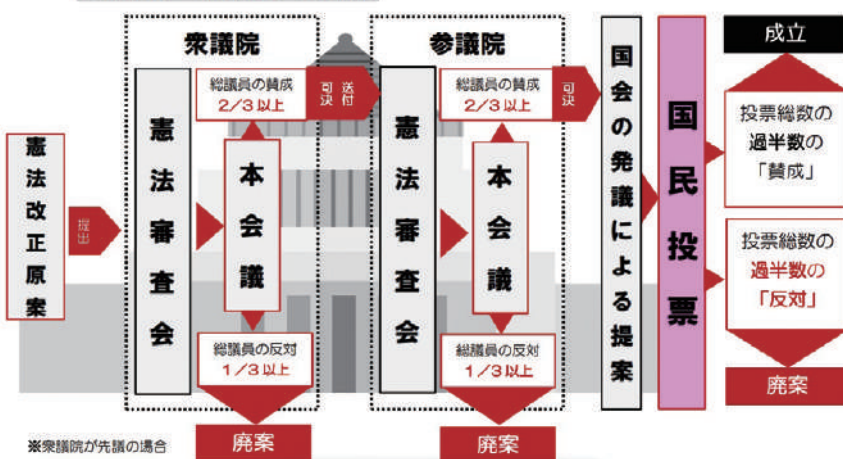 憲法改正原案
提出
衆議院
憲法審査会
総議員の賛成
2/3以上
本会議
総議員の反対
1/3以上
廃案
可決
送付
参議院
憲法審査会
総議員の賛成
2/3以上
本会議
総議員の反対
1/3以上
廃案
可決
国会の発議による提案
国民投票
成立
投票総数の
過半数の
「賛成」
投票総数の
過半数の
「反対」
廃案
※衆議院が先議の場合